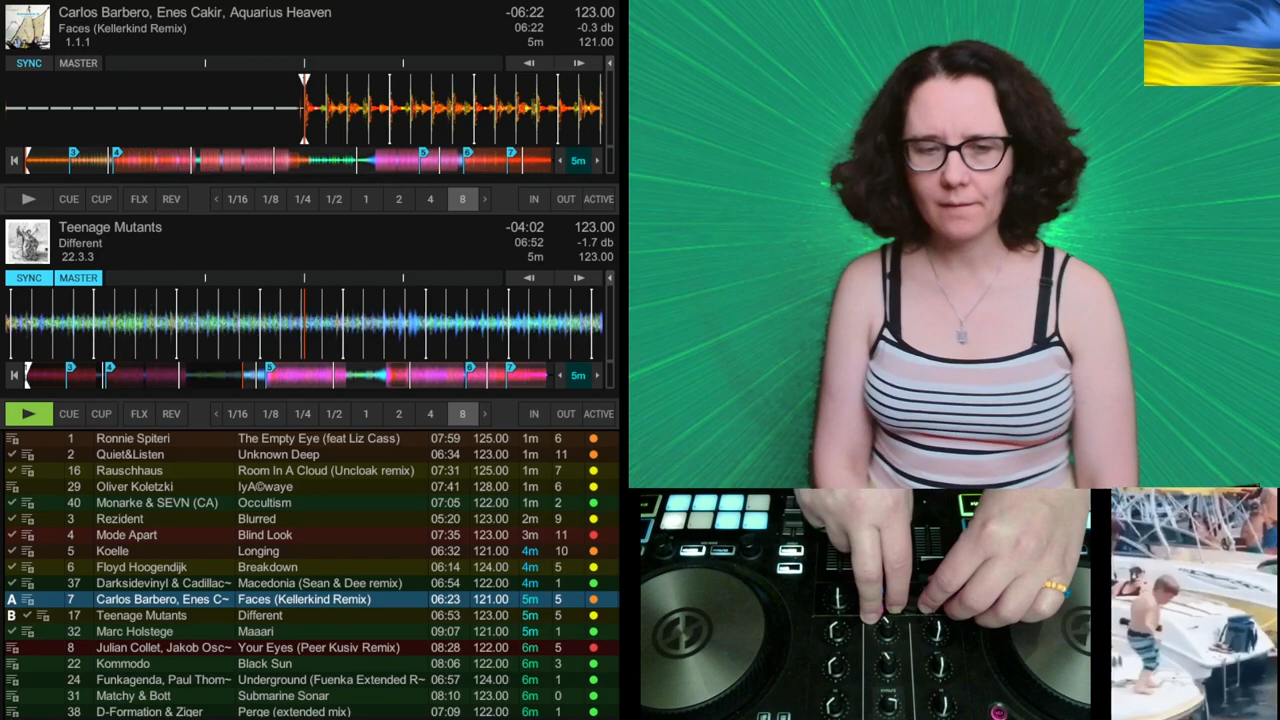 Carlos Barbero, Enes Cakir, Aquarius Heaven -06:22 123.00
Faces (Kellerkind Remix) 06:22 -0.3 db
1.1.1 5m 121.00
SYNC MASTER
3 4 5 6 7 5m
CUE CUP FLX REV 1/16 1/8 1/4 1/2 1 2 4 8 IN OUT ACTIVE
Teenage Mutants -04:02 123.00
Different 06:52 -1.7 db
22.3.3 5m 123.00
SYNC MASTER
3 4 5 6 7 5m
CUE CUP FLX REV 1/16 1/8 1/4 1/2 1 2 4 8 IN OUT ACTIVE
1 Ronnie Spiteri The Empty Eye (feat Liz Cass) 07:59 125.00 1m 6
2 Quiet&Listen Unknown Deep 06:34 123.00 1m 11
16 Rauschhaus Room In A Cloud (Uncloak remix) 07:31 125.00 1m 7
29 Oliver Koletzki IyA©waye 07:41 128.00 1m 6
40 Monarke & SEVN (CA) Occultism 07:05 122.00 1m 2
3 Rezident Blurred 05:20 123.00 2m 9
4 Mode Apart Blind Look 07:35 123.00 3m 11
5 Koelle Longing 06:32 121.00 4m 10
6 Floyd Hoogendijk Breakdown 06:14 124.00 4m 5
37 Darksidevinyl & Cadillac~ Macedonia (Sean & Dee remix) 06:54 122.00 4m 1
A 7 Carlos Barbero, Enes C~ Faces (Kellerkind Remix) 06:23 121.00 5m 5
B 17 Teenage Mutants Different 06:53 123.00 5m 5
32 Marc Holstege Maaari 09:07 121.00 5m 1
8 Julian Collet, Jakob Osc~ Your Eyes (Peer Kusiv Remix) 08:28 122.00 6m 5
22 Kommodo Black Sun 08:06 122.00 6m 3
24 Funkagenda, Paul Thom~ Underground (Fuenka Extended R~ 06:57 124.00 6m 1
31 Matchy & Bott Submarine Sonar 08:10 123.00 6m 0
38 D-Formation & Ziger Perge (extended mix) 07:09 122.00 6m 1